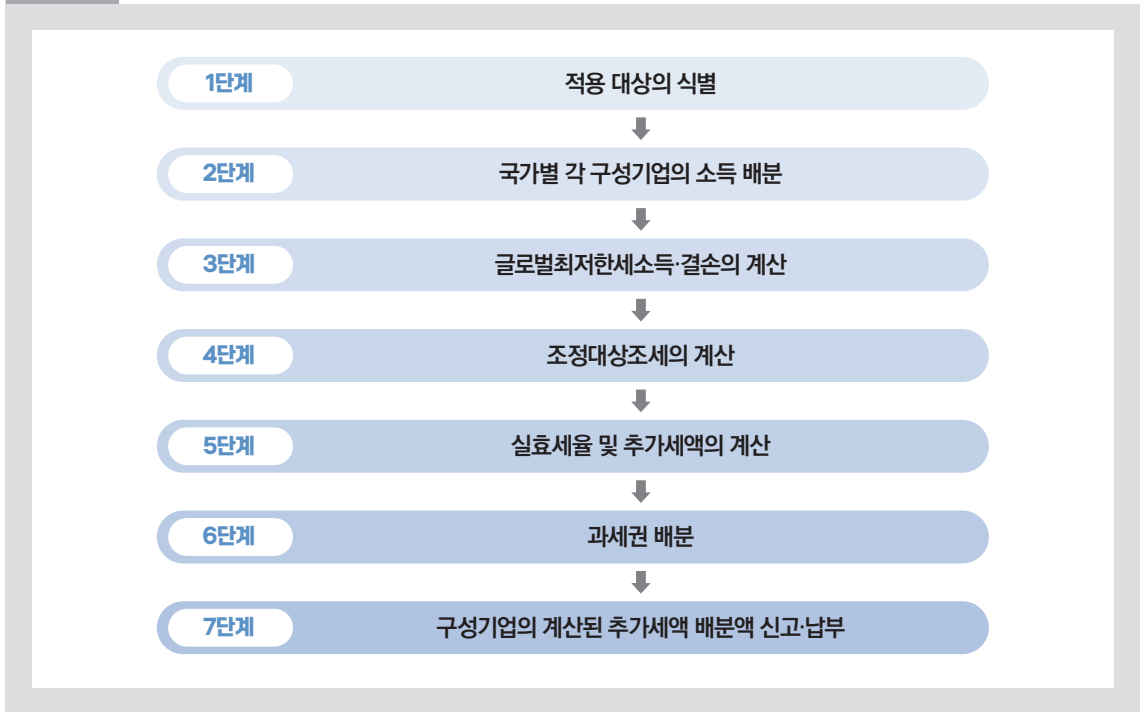 1단계 적용 대상의 식별
2단계 국가별 각 구성기업의 소득 배분
3단계 글로벌최저한세소득·결손의 계산
4단계 조정대상조세의 계산
5단계 실효세율 및 추가세액의 계산
6단계 과세권 배분
7단계 구성기업의 계산된 추가세액 배분액 신고·납부